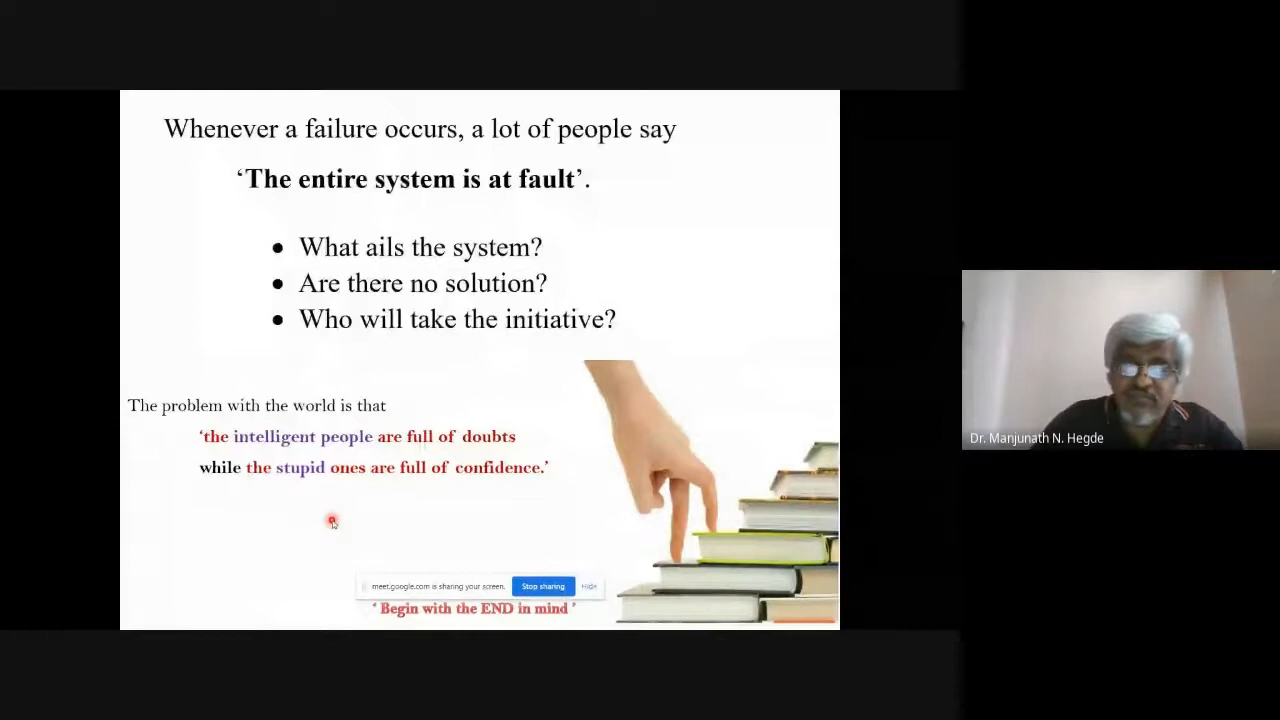 Whenever a failure occurs, a lot of people say
‘The entire system is at fault’.
• What ails the system?
• Are there no solution?
• Who will take the initiative?
The problem with the world is that
‘the intelligent people are full of doubts
while the stupid ones are full of confidence.’
meet.google.com is sharing your screen. Stop sharing Hide
‘ Begin with the END in mind ’
Dr. Manjunath N. Hegde